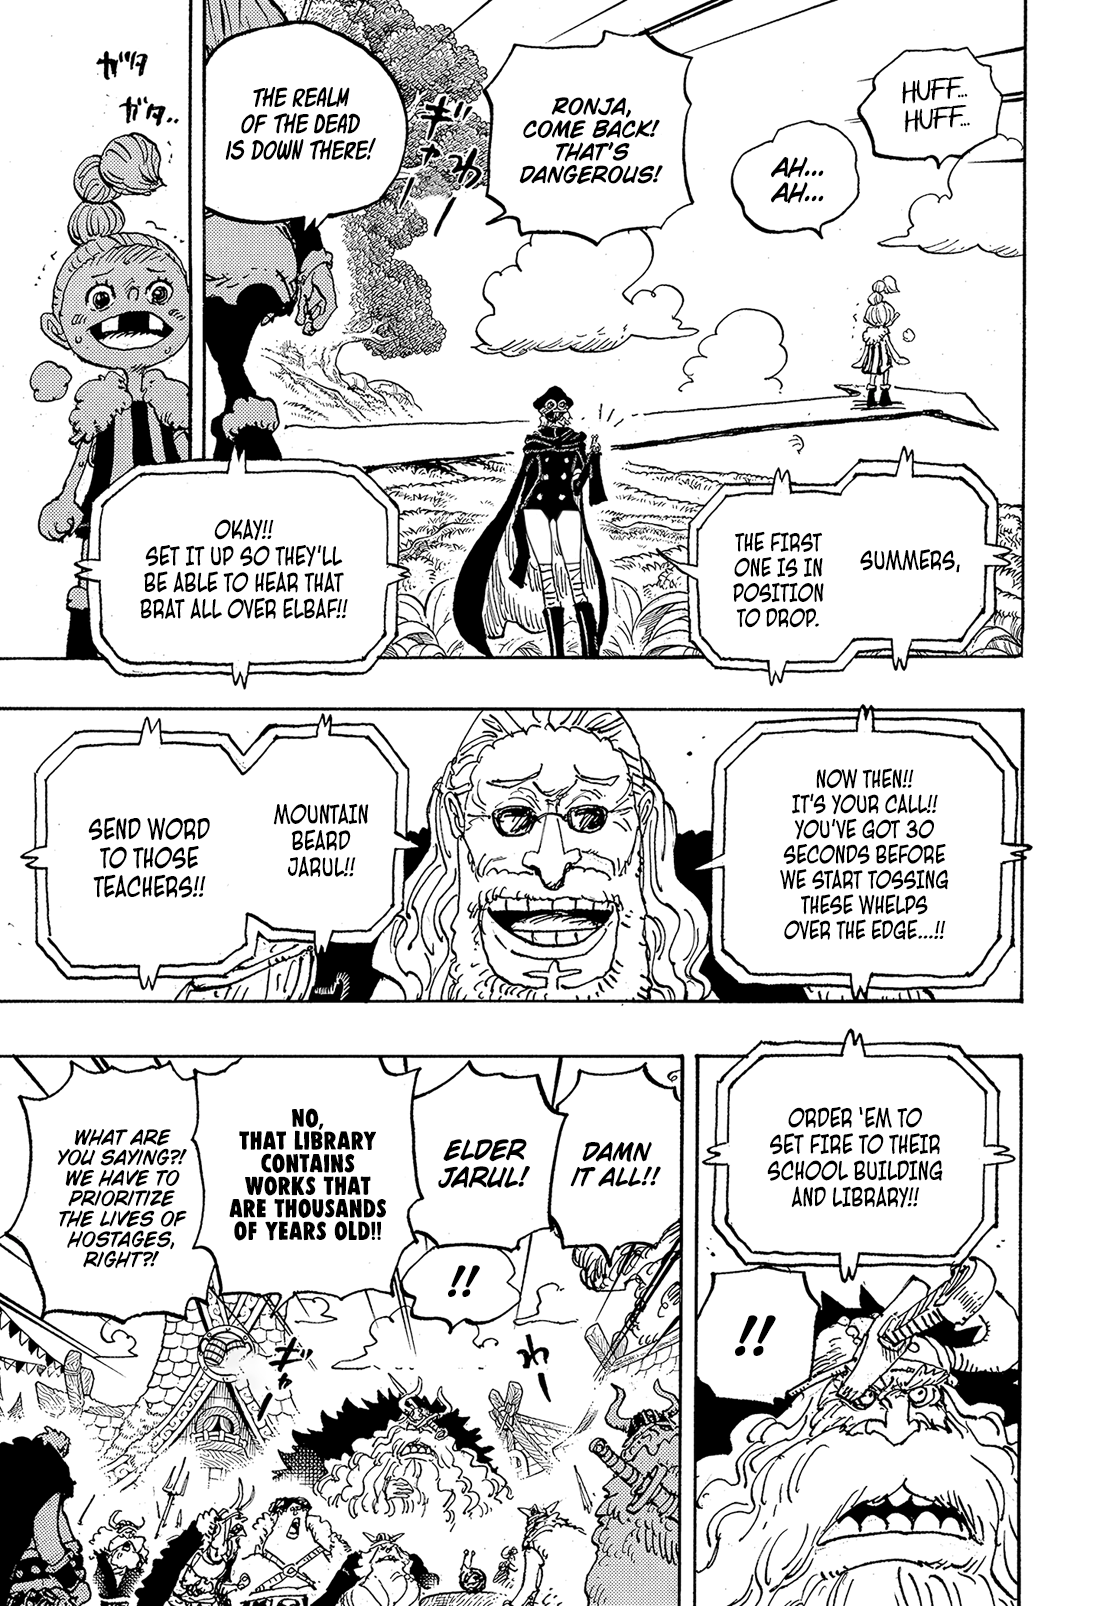 HUFF...
HUFF...
AH...
AH...
RONJA,
COME BACK!
THAT'S
DANGEROUS!
THE REALM
OF THE DEAD
IS DOWN THERE!
ガタ
ガタ..
SUMMERS,
THE FIRST
ONE IS IN
POSITION
TO DROP.
OKAY!!
SET IT UP SO THEY'LL
BE ABLE TO HEAR THAT
BRAT ALL OVER ELBAF!!
NOW THEN!!
IT'S YOUR CALL!!
YOU'VE GOT 30
SECONDS BEFORE
WE START TOSSING
THESE WHELPS
OVER THE EDGE...!!
MOUNTAIN
BEARD
JARUL!!
SEND WORD
TO THOSE
TEACHERS!!
ORDER 'EM TO
SET FIRE TO THEIR
SCHOOL BUILDING
AND LIBRARY!!
!!
DAMN
IT ALL!!
ELDER
JARUL!
!!
NO,
THAT LIBRARY
CONTAINS
WORKS THAT
ARE THOUSANDS
OF YEARS OLD!!
WHAT ARE
YOU SAYING?!
WE HAVE TO
PRIORITIZE
THE LIVES OF
HOSTAGES,
RIGHT?!